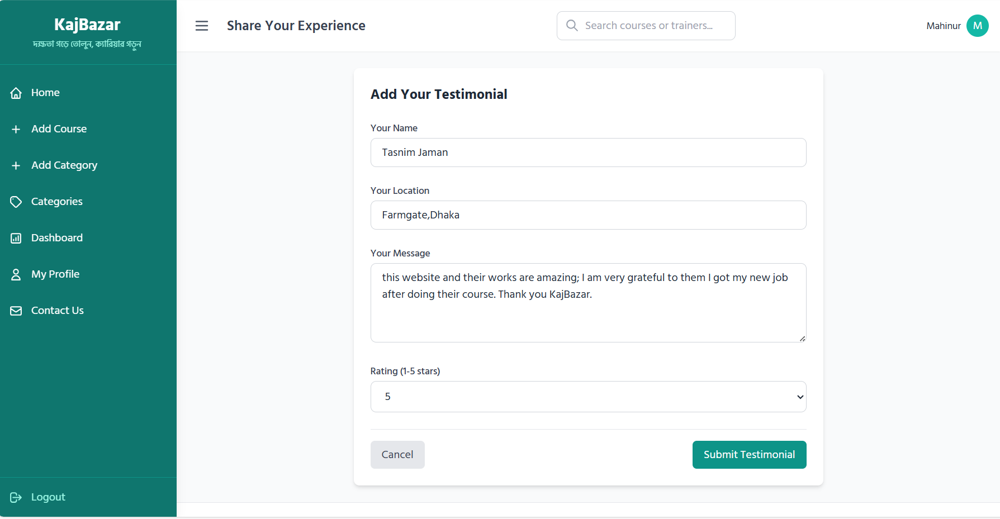 KajBazar
দক্ষতা গড়ে তোলুন, ক্যারিয়ার গড়ুন
Home
Add Course
Add Category
Categories
Dashboard
My Profile
Contact Us
Logout
Share Your Experience
Search courses or trainers...
Mahinur
M
Add Your Testimonial
Your Name
Tasnim Jaman
Your Location
Farmgate,Dhaka
Your Message
this website and their works are amazing; I am very grateful to them I got my new job
after doing their course. Thank you KajBazar.
Rating (1-5 stars)
5
Cancel
Submit Testimonial